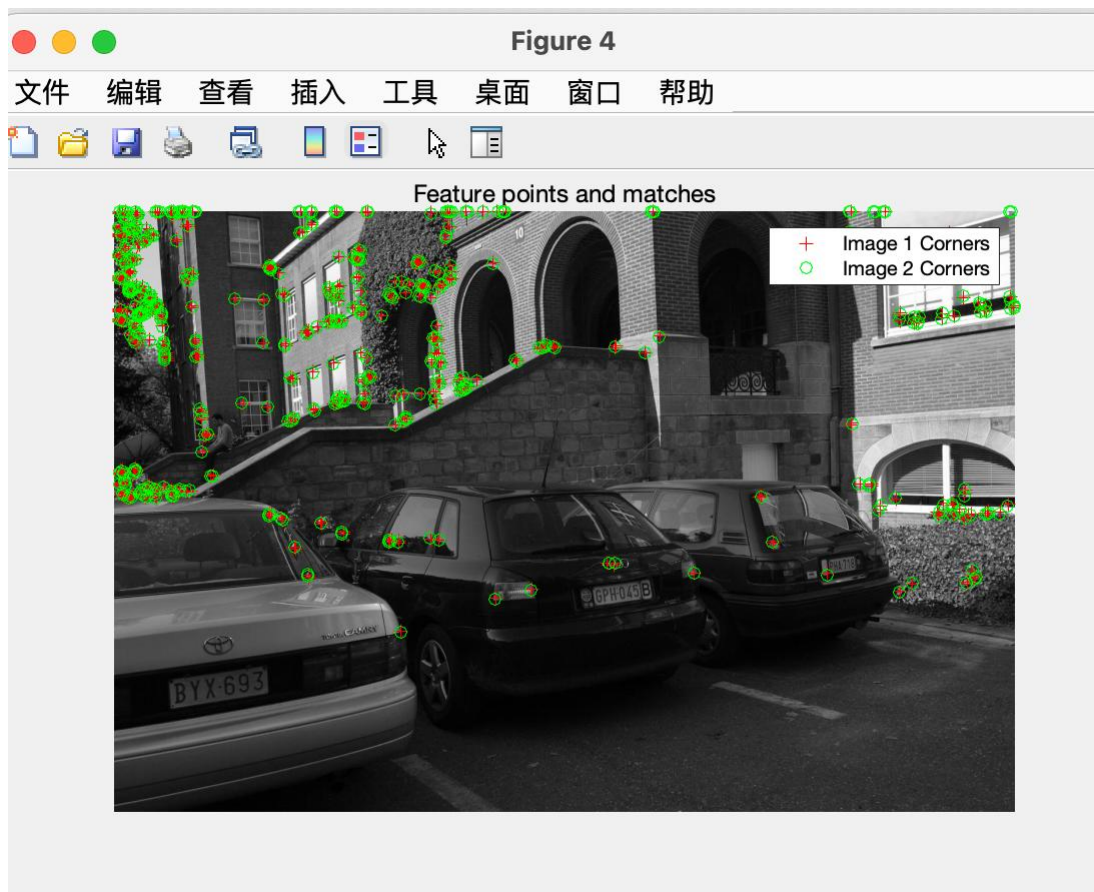 Figure 4
文件 编辑 查看 插入 工具 桌面 窗口 帮助
Feature points and matches
10
Image 1 Corners
Image 2 Corners
GPH·045
BYX·693